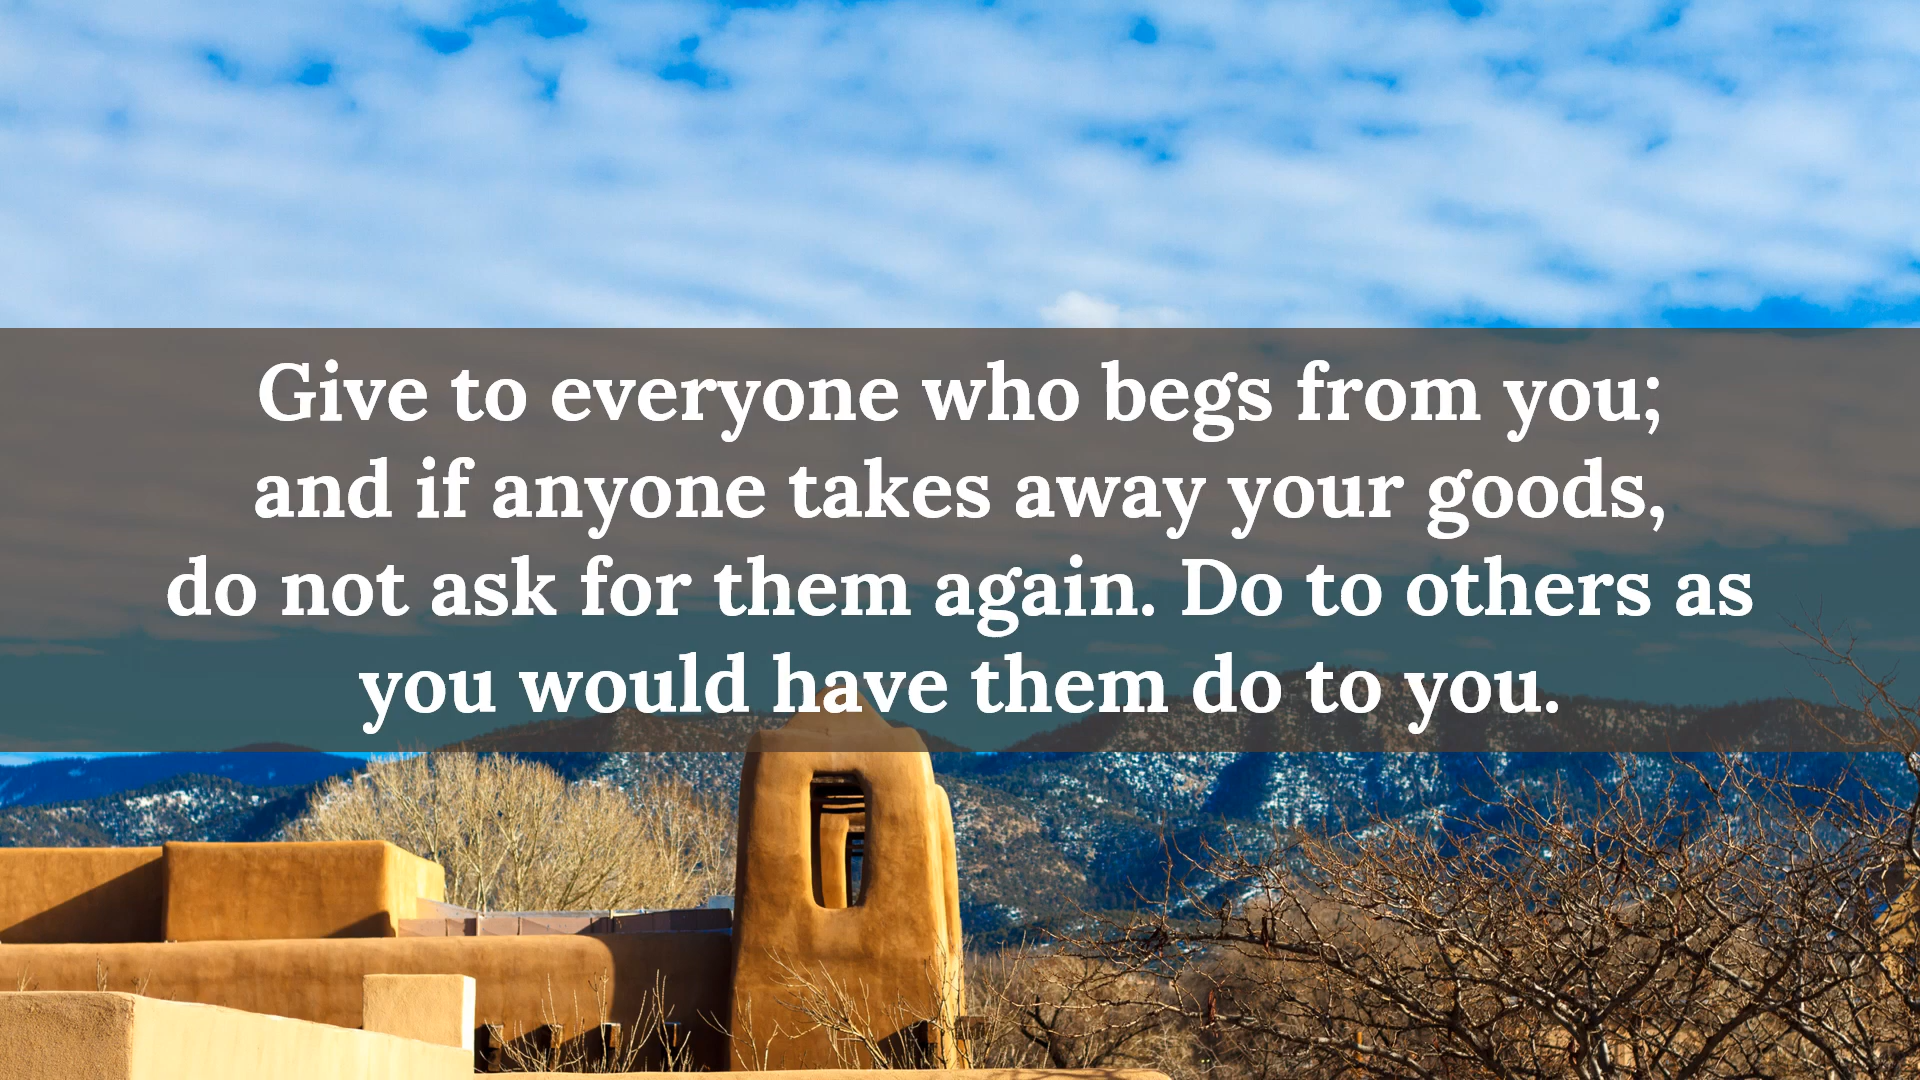 Give to everyone who begs from you;
and if anyone takes away your goods,
do not ask for them again. Do to others as
you would have them do to you.